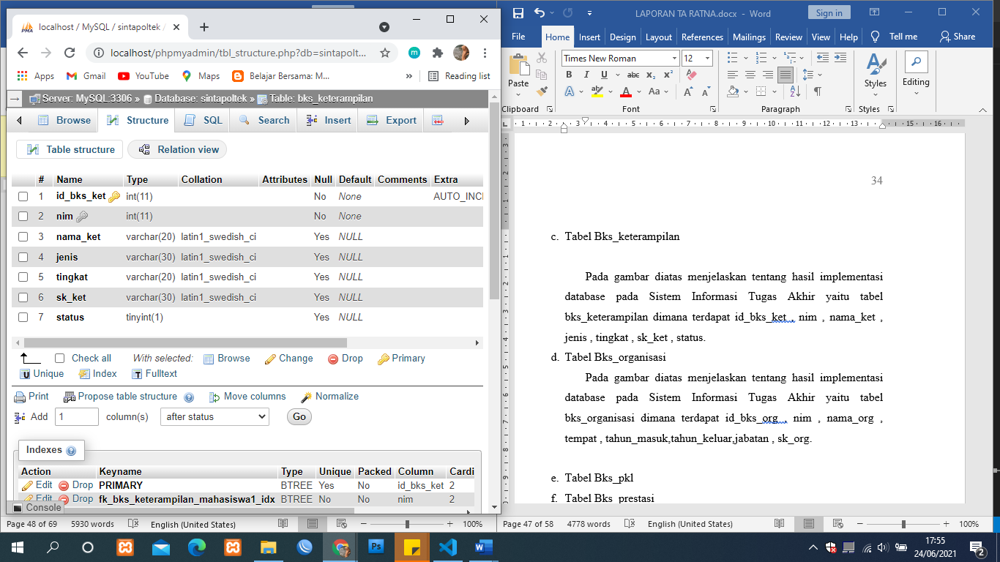 localhost / MySQL / sintapoltek /
localhost/phpmyadmin/tbl_structure.php?db=sintapolt...
m
Apps Gmail YouTube Maps Belajar Bersama: M... » Reading list
Server: MySQL:3306 » Database: sintapoltek » Table: bks_keterampilan
Browse Structure SQL Search Insert Export
Table structure Relation view
# Name Type Collation Attributes Null Default Comments Extra
1 id_bks_ket int(11) No None AUTO_INCI
2 nim int(11) No None
3 nama_ket varchar(20) latin1_swedish_ci Yes NULL
4 jenis varchar(30) latin1_swedish_ci Yes NULL
5 tingkat varchar(20) latin1_swedish_ci Yes NULL
6 sk_ket varchar(30) latin1_swedish_ci Yes NULL
7 status tinyint(1) Yes NULL
Check all With selected: Browse Change Drop Primary
Unique Index Fulltext
Print Propose table structure Move columns Normalize
Add 1 column(s) after status Go
Indexes
Action Keyname Type Unique Packed Column Cardi
Edit Drop PRIMARY BTREE Yes No id_bks_ket 2
Edit Drop fk_bks_keterampilan_mahasiswa1_idx BTREE No No nim 2
Console
Page 48 of 69 5930 words English (United States) 100%
LAPORAN TA RATNA.docx - Word Sign in
File Home Insert Design Layout References Mailings Review View Help Tell me Share
Times New Roman 12
Paste B I U abc x₂ x² Styles Editing
Clipboard Font Paragraph Styles
34
c. Tabel Bks_keterampilan
Pada gambar diatas menjelaskan tentang hasil implementasi
database pada Sistem Informasi Tugas Akhir yaitu tabel
bks_keterampilan dimana terdapat id_bks_ket , nim , nama_ket ,
jenis , tingkat , sk_ket , status.
d. Tabel Bks_organisasi
Pada gambar diatas menjelaskan tentang hasil implementasi
database pada Sistem Informasi Tugas Akhir yaitu tabel
bks_organisasi dimana terdapat id_bks_org , nim , nama_org ,
tempat , tahun_masuk,tahun_keluar,jabatan , sk_org.
e. Tabel Bks_pkl
f. Tabel Bks_prestasi
Page 47 of 58 4778 words English (United States) 100%
17:55
24/06/2021
2